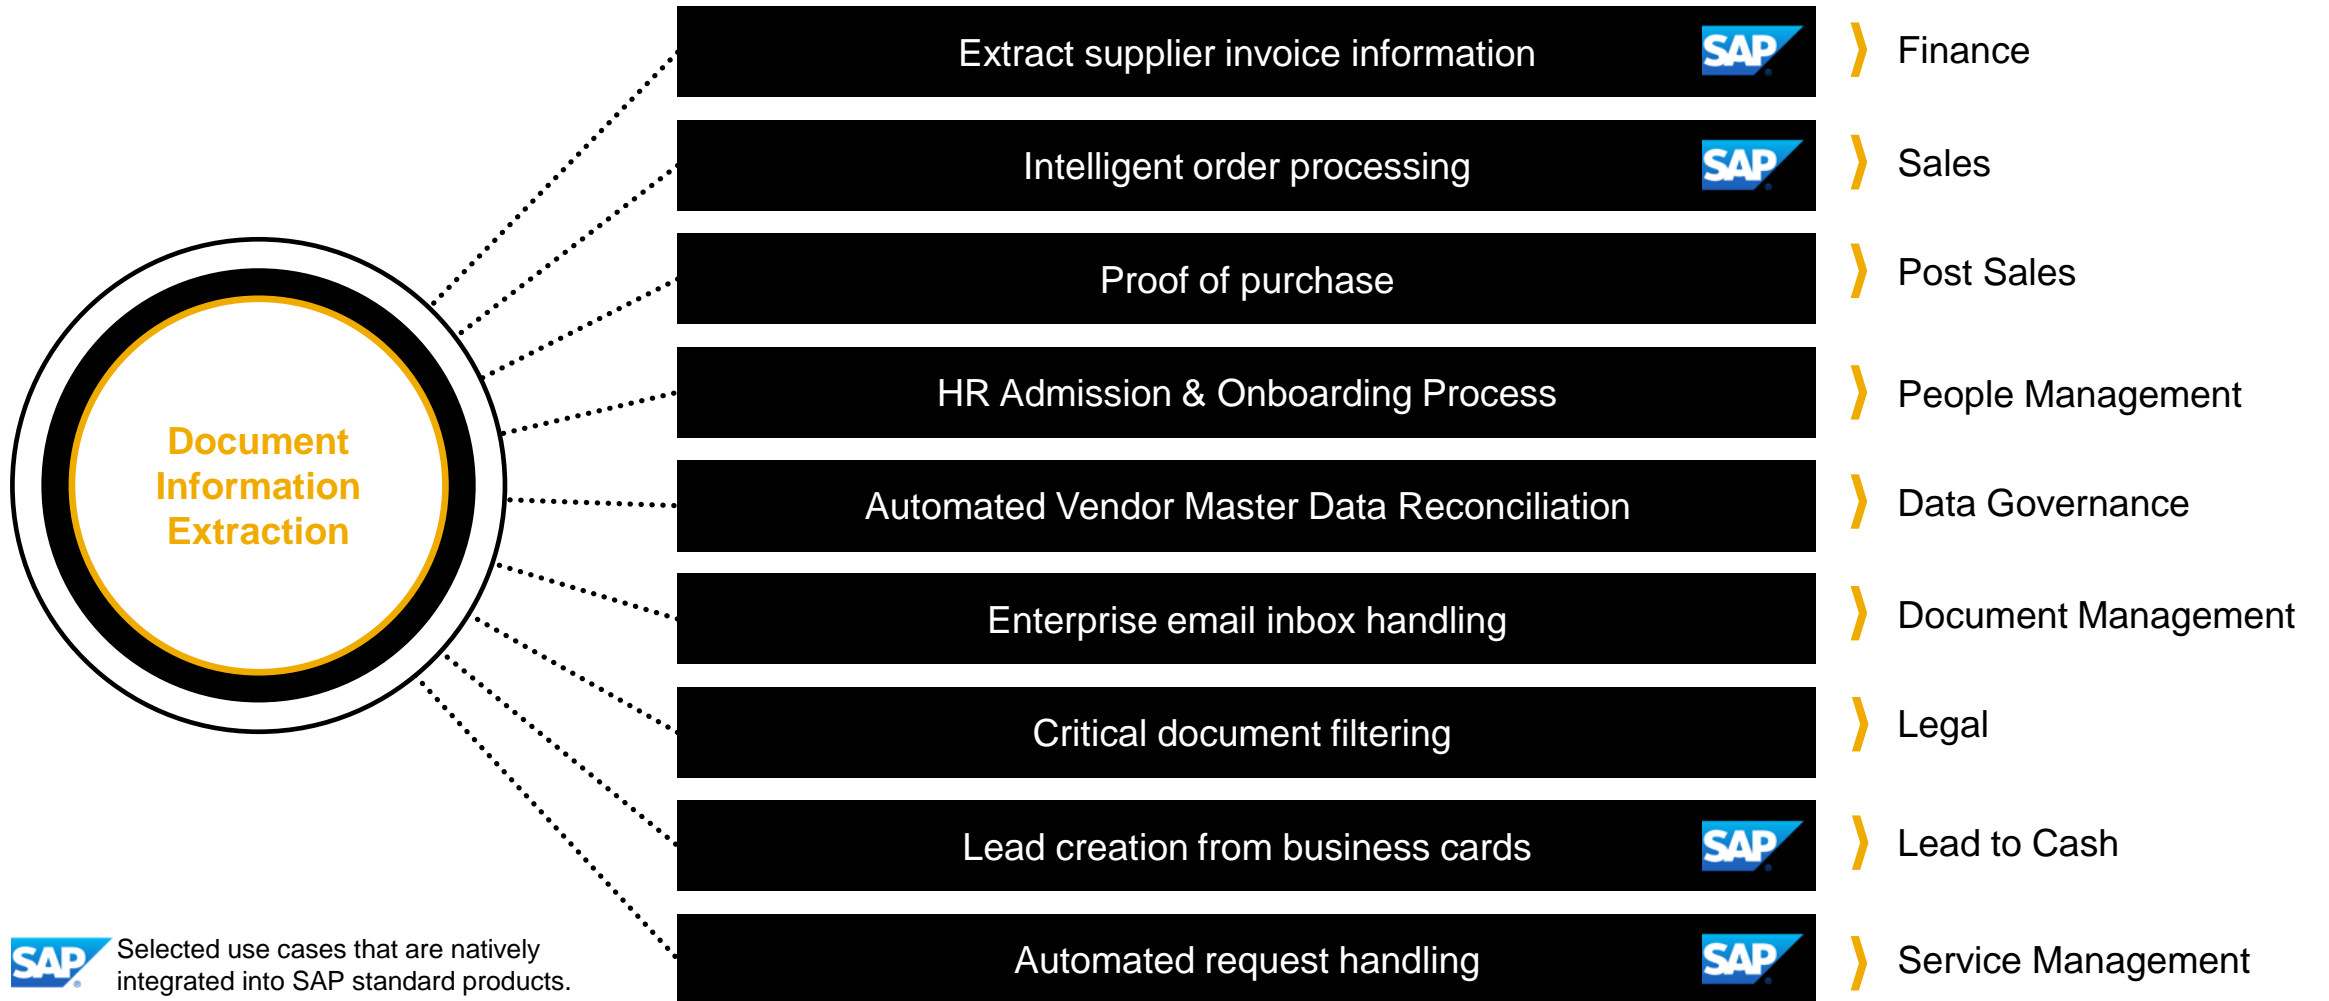 Extract supplier invoice information SAP Finance
Intelligent order processing SAP Sales
Proof of purchase Post Sales
HR Admission & Onboarding Process People Management
Document
Information
Extraction
Automated Vendor Master Data Reconciliation Data Governance
Enterprise email inbox handling Document Management
Critical document filtering Legal
Lead creation from business cards SAP Lead to Cash
Automated request handling SAP Service Management
SAP Selected use cases that are natively
integrated into SAP standard products.